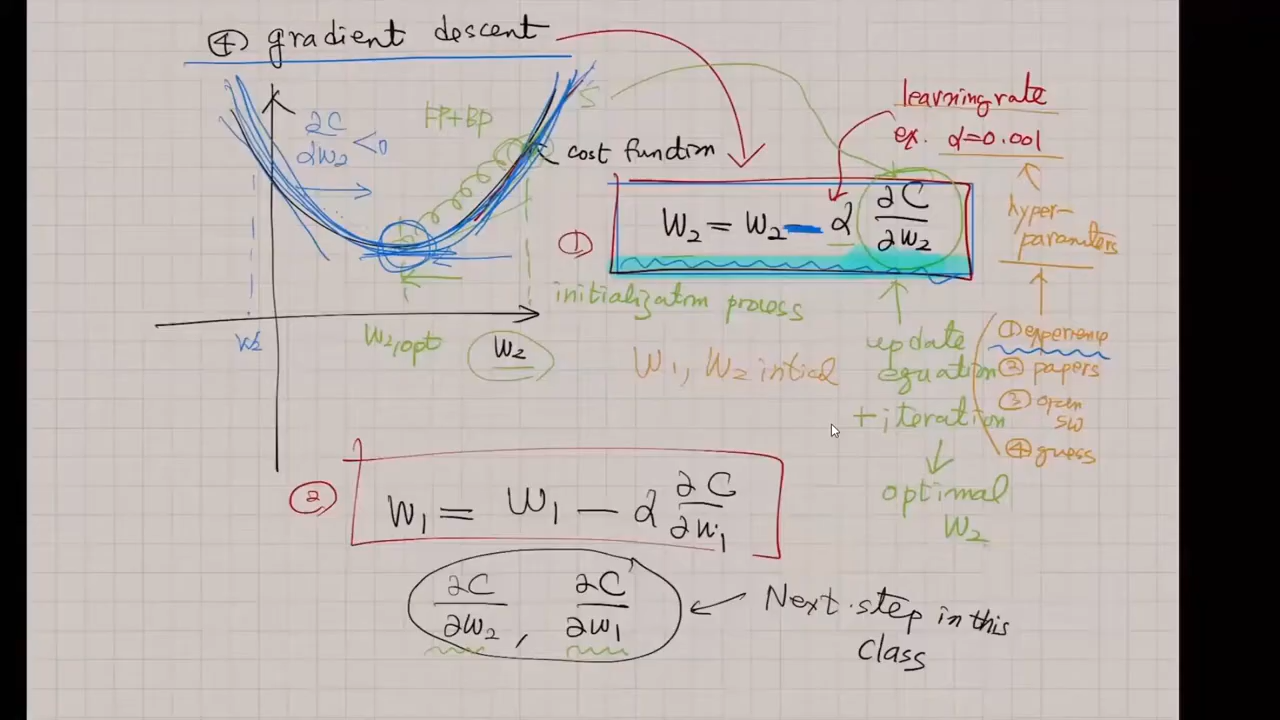 ④ gradient descent
∂C/∂w₂ < 0
FP+BP
S
cost function
learning rate
ex. α=0.001
hyper-
parameters
① W₂ = W₂ - α ∂C/∂w₂
initialization process
W₁, W₂ initial
w₂
W₂,opt
W₂
update
equation
+ iteration
optimal
W₂
① experience
② papers
③ open
SW
④ guess
② W₁ = W₁ - α ∂C/∂w₁
∂C/∂w₂, ∂C/∂w₁
Next step in this
class